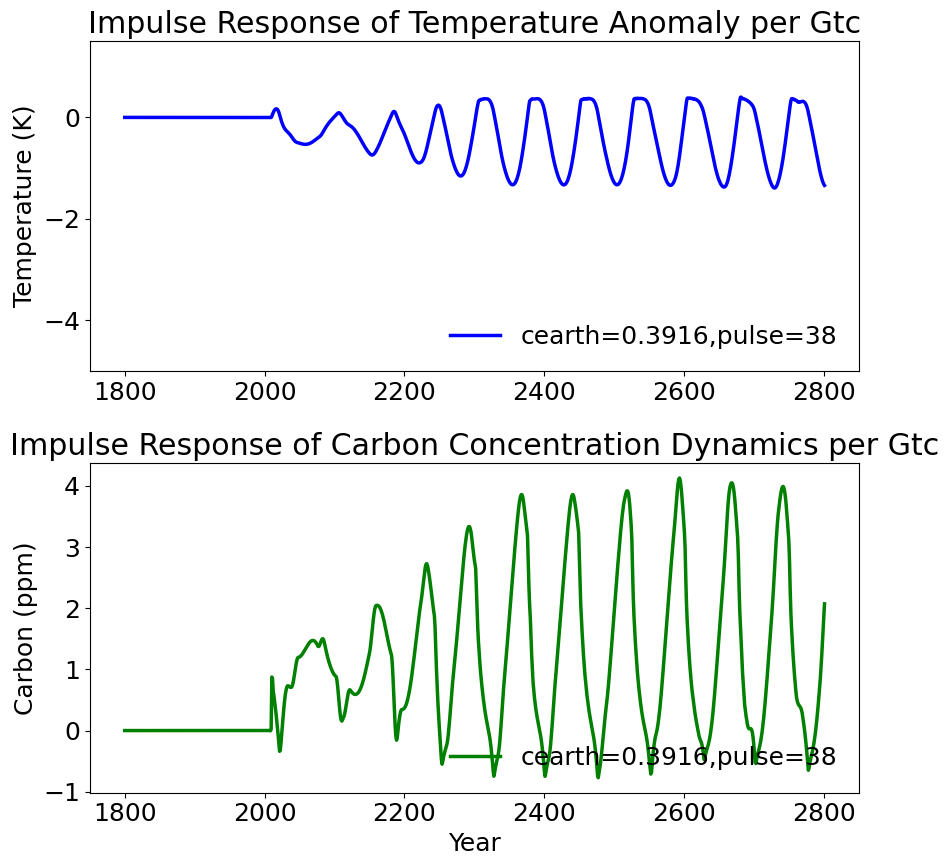 Impulse Response of Temperature Anomaly per Gtc
Temperature (K)
0
−2
−4
cearth=0.3916,pulse=38
1800 2000 2200 2400 2600 2800
Impulse Response of Carbon Concentration Dynamics per Gtc
Carbon (ppm)
4
3
2
1
0
−1
cearth=0.3916,pulse=38
1800 2000 2200 2400 2600 2800
Year